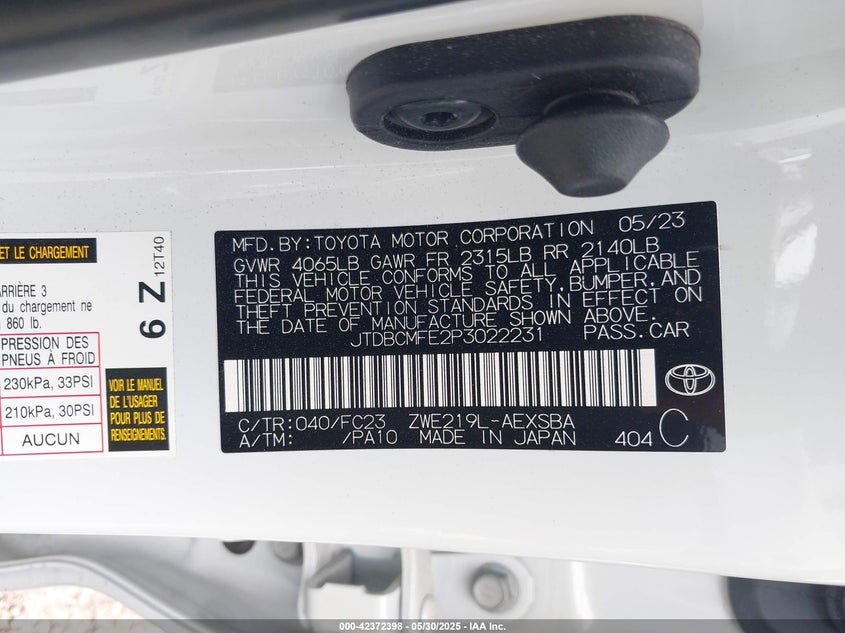 ET LE CHARGEMENT
ARRIÈRE 3
du chargement ne
860 lb.
PRESSION DES
PNEUS À FROID
230kPa, 33PSI
210kPa, 30PSI
AUCUN
6 Z 12T40
VOIR LE MANUEL
DE L'USAGER
POUR PLUS DE
RENSEIGNEMENTS
MFD.BY:TOYOTA MOTOR CORPORATION 05/23
GVWR 4065LB GAWR FR 2315LB RR 2140LB
THIS VEHICLE CONFORMS TO ALL APPLICABLE
FEDERAL MOTOR VEHICLE SAFETY,BUMPER,AND
THEFT PREVENTION STANDARDS IN EFFECT ON
THE DATE OF MANUFACTURE SHOWN ABOVE.
JTDBCMFE2P3022231 PASS.CAR
C/TR:040/FC23 ZWE219L-AEXSBA
A/TM: /PA10 MADE IN JAPAN 404 C
000-42372398 - 05/30/2025 - IAA Inc.